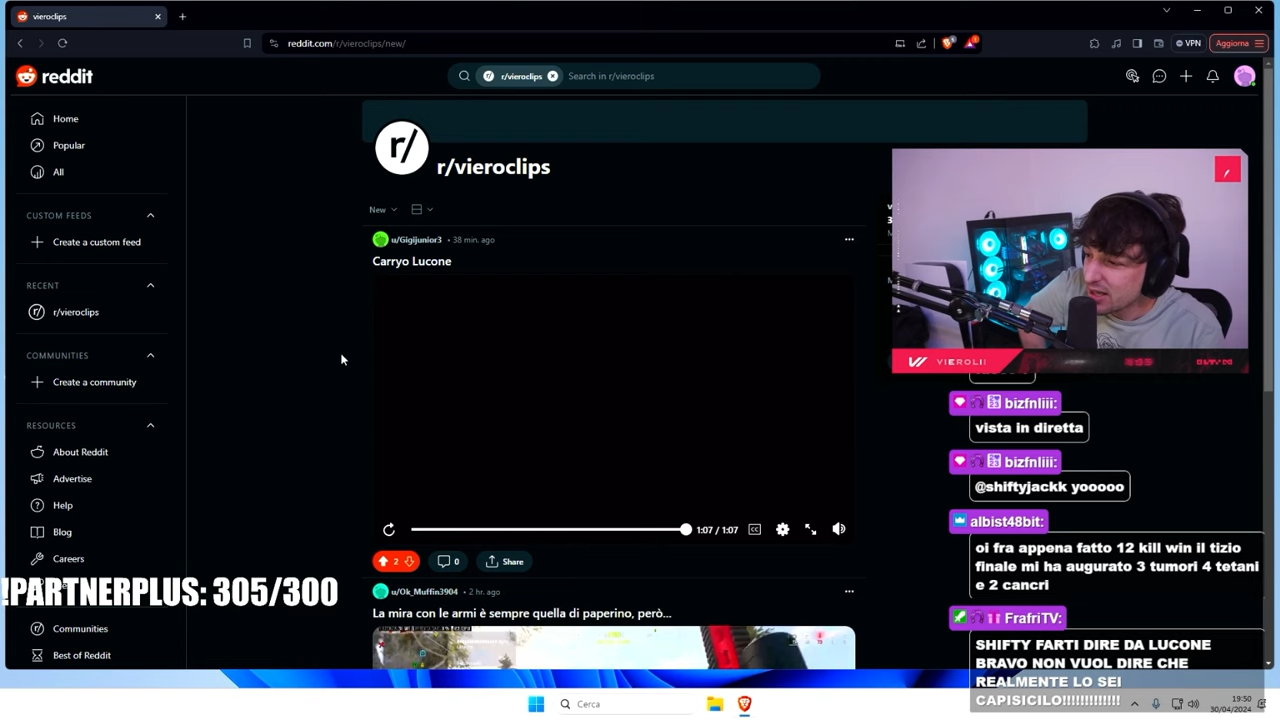 vieroclips
reddit.com/r/vieroclips/new/
VPN
Aggiorna
reddit
r/vieroclips
Search in r/vieroclips
Home
Popular
All
CUSTOM FEEDS
Create a custom feed
RECENT
r/vieroclips
COMMUNITIES
Create a community
RESOURCES
About Reddit
Advertise
Help
Blog
Careers
!PARTNERPLUS: 305/300
Communities
Best of Reddit
r/
r/vieroclips
New
u/Gigijunior3 • 38 min. ago
Carryo Lucone
1:07 / 1:07
CC
2
0
Share
u/Ok_Muffin3904 • 2 hr. ago
La mira con le armi è sempre quella di paperino, però...
VIEROLII
bizfnliii:
vista in diretta
bizfnliii:
@shiftyjackk yooooo
albist48bit:
oi fra appena fatto 12 kill win il tizio
finale mi ha augurato 3 tumori 4 tetani
e 2 cancri
FrafriTV:
SHIFTY FARTI DIRE DA LUCONE
BRAVO NON VUOL DIRE CHE
REALMENTE LO SEI
CAPISICILO!!!!!!!!!!!!!
Cerca
19:50
30/04/2024